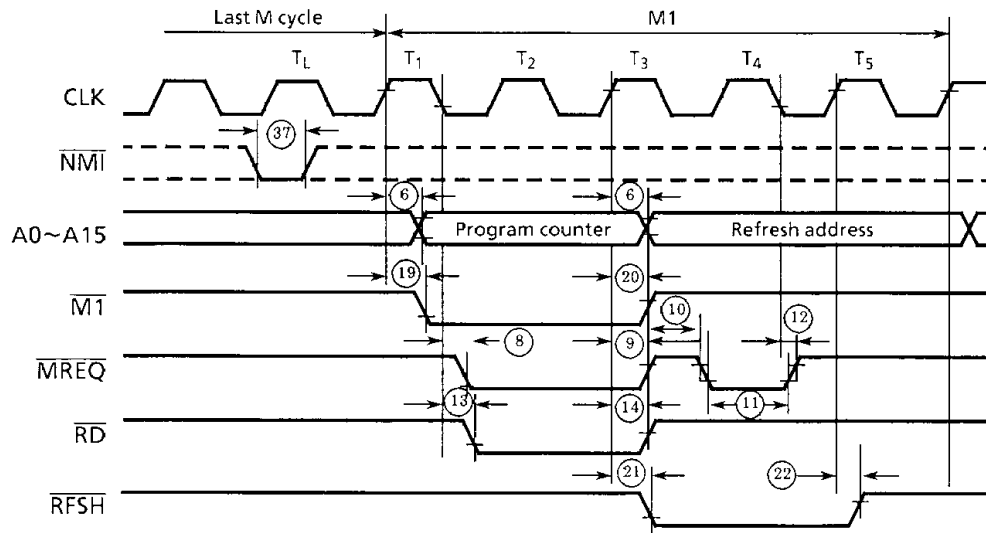 Last M cycle M1
TL T1 T2 T3 T4 T5
CLK
37
NMI
6 6
A0~A15 Program counter Refresh address
19 20
M1
10 12
8 9
MREQ
13 14 11
RD
21 22
RFSH